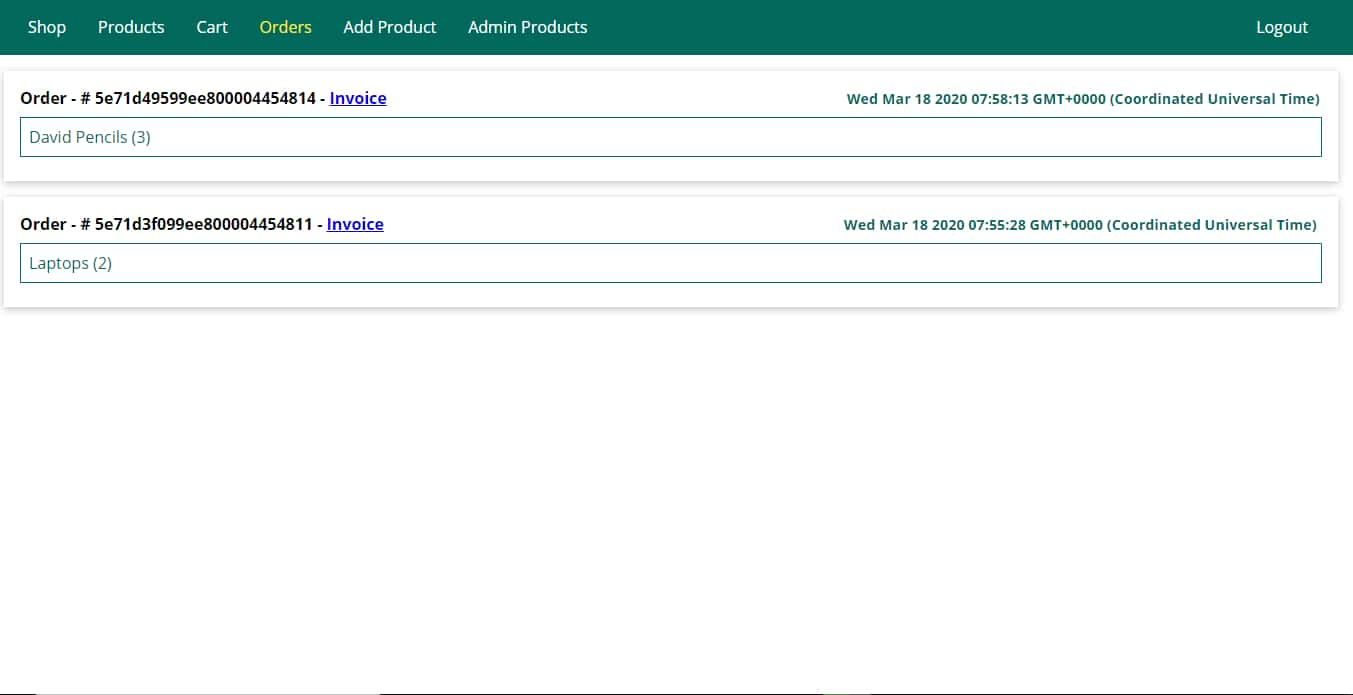 Shop Products Cart Orders Add Product Admin Products Logout
Order - # 5e71d49599ee800004454814 - Invoice Wed Mar 18 2020 07:58:13 GMT+0000 (Coordinated Universal Time)
David Pencils (3)
Order - # 5e71d3f099ee800004454811 - Invoice Wed Mar 18 2020 07:55:28 GMT+0000 (Coordinated Universal Time)
Laptops (2)